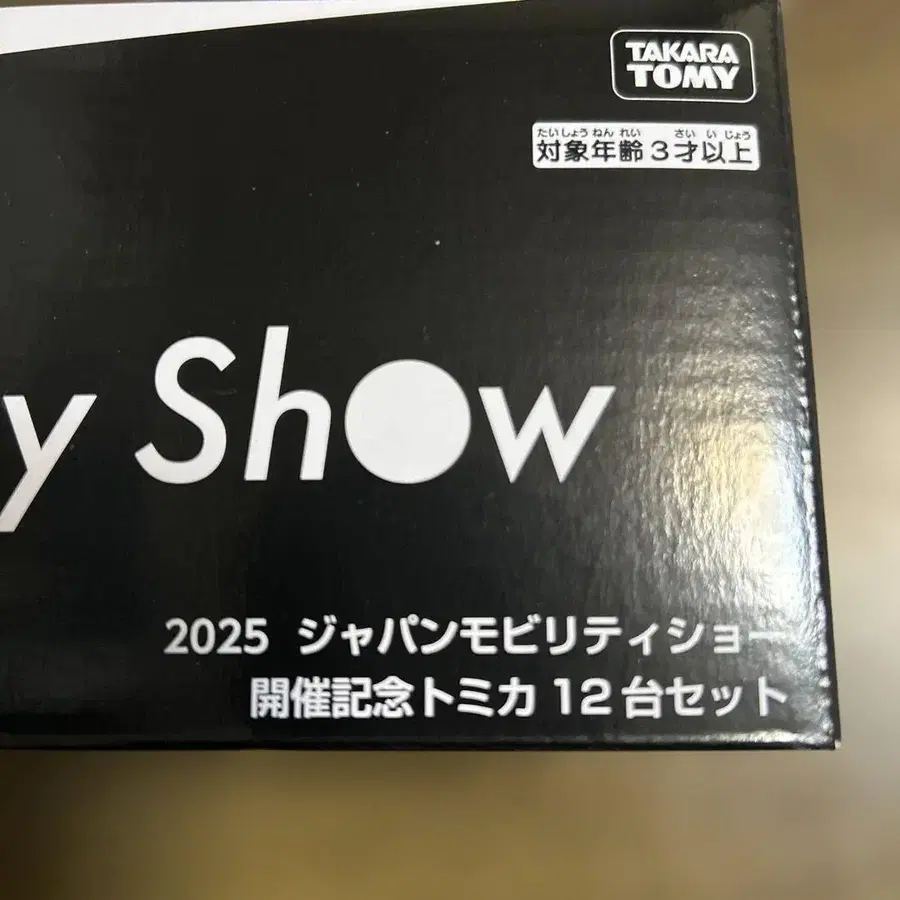 TAKARA
TOMY
たいしょう ねん れい さい い じょう
対象年齢3才以上
y Show
2025 ジャパンモビリティショー
開催記念トミカ 12台セット